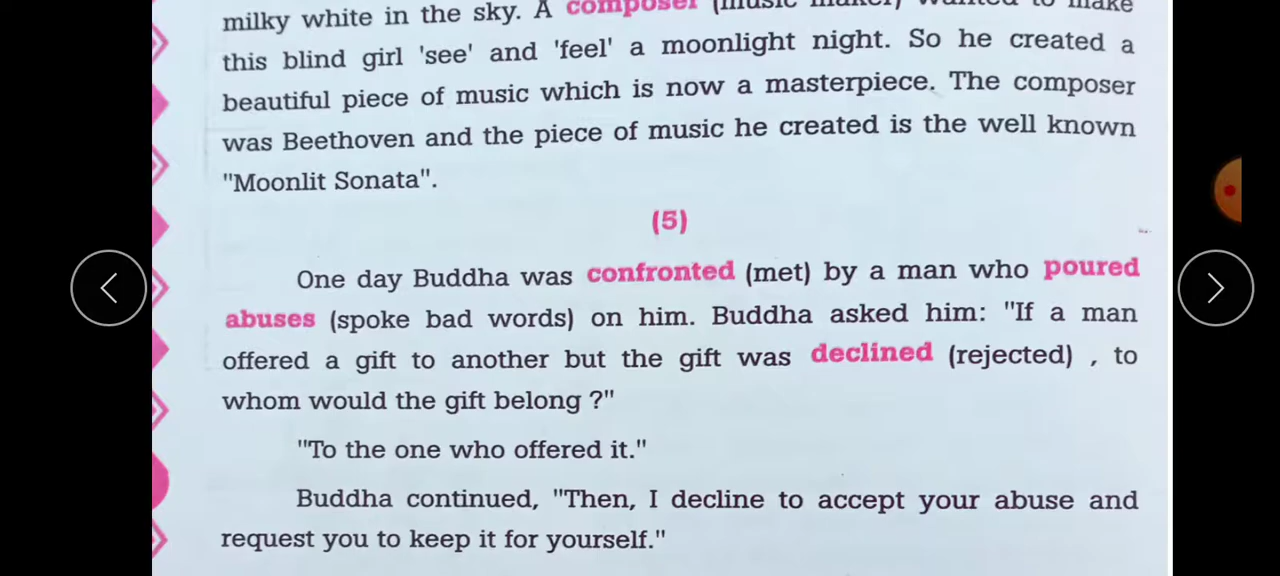 milky white in the sky. A composer (music maker) wanted to make
this blind girl 'see' and 'feel' a moonlight night. So he created a
beautiful piece of music which is now a masterpiece. The composer
was Beethoven and the piece of music he created is the well known
"Moonlit Sonata".
(5)
One day Buddha was confronted (met) by a man who poured
abuses (spoke bad words) on him. Buddha asked him: "If a man
offered a gift to another but the gift was declined (rejected) , to
whom would the gift belong ?"
"To the one who offered it."
Buddha continued, "Then, I decline to accept your abuse and
request you to keep it for yourself."